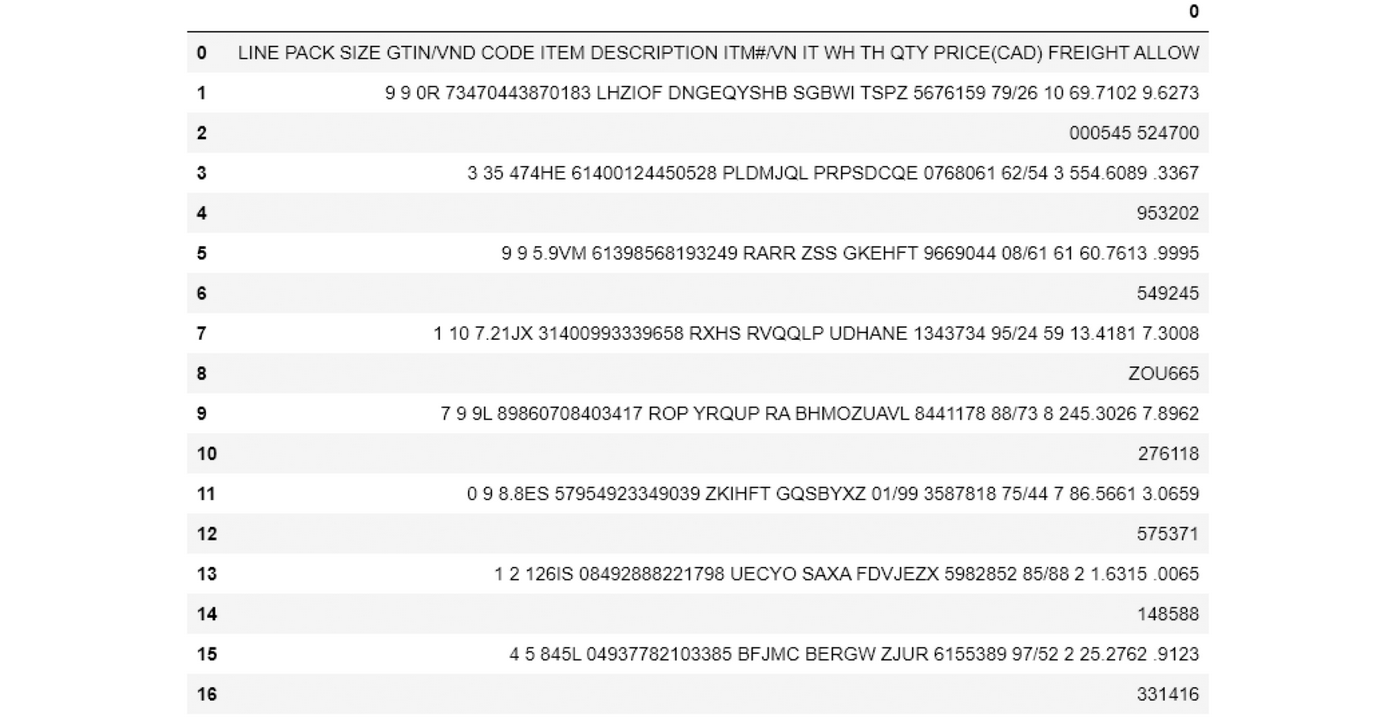 0
0 LINE PACK SIZE GTIN/VND CODE ITEM DESCRIPTION ITM#/VN IT WH TH QTY PRICE(CAD) FREIGHT ALLOW
1 9 9 0R 73470443870183 LHZIOF DNGEQYSHB SGBWI TSPZ 5676159 79/26 10 69.7102 9.6273
2 000545 524700
3 3 35 474HE 61400124450528 PLDMJQL PRPSDCQE 0768061 62/54 3 554.6089 .3367
4 953202
5 9 9 5.9VM 61398568193249 RARR ZSS GKEHFT 9669044 08/61 61 60.7613 .9995
6 549245
7 1 10 7.21JX 31400993339658 RXHS RVQQLP UDHANE 1343734 95/24 59 13.4181 7.3008
8 ZOU665
9 7 9 9L 89860708403417 ROP YRQUP RA BHMOZUAVL 8441178 88/73 8 245.3026 7.8962
10 276118
11 0 9 8.8ES 57954923349039 ZKIHFT GQSBYXZ 01/99 3587818 75/44 7 86.5661 3.0659
12 575371
13 1 2 126IS 08492888221798 UECYO SAXA FDVJEZX 5982852 85/88 2 1.6315 .0065
14 148588
15 4 5 845L 04937782103385 BFJMC BERGW ZJUR 6155389 97/52 2 25.2762 .9123
16 331416